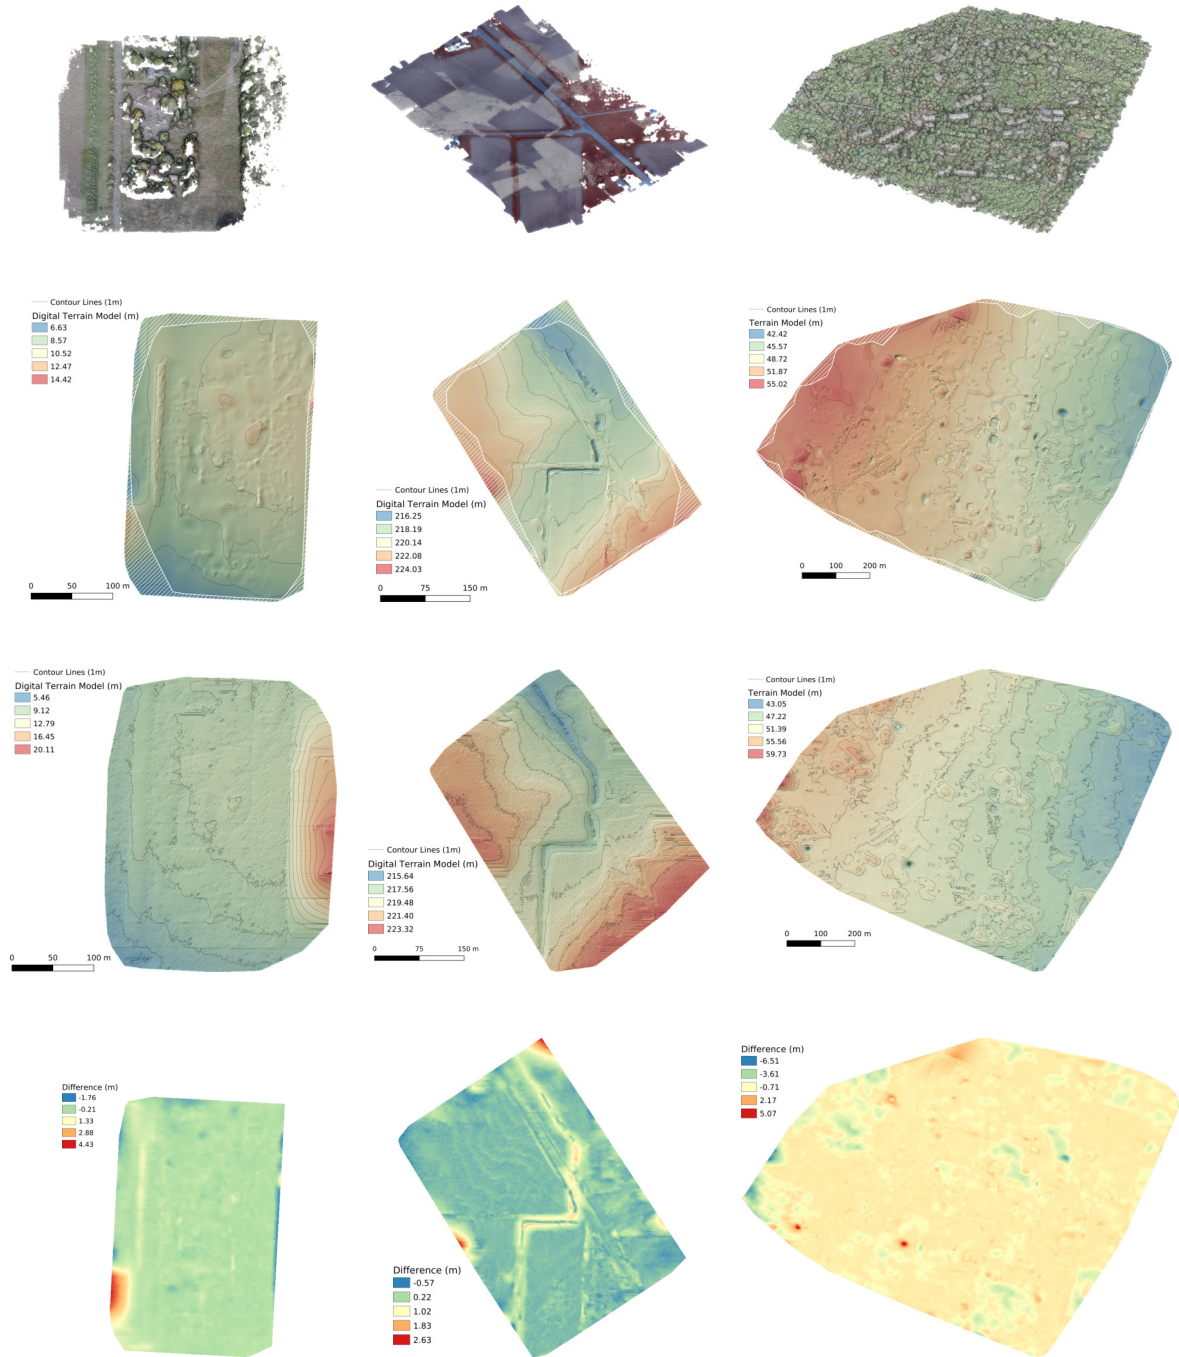 Contour Lines (1m)
Digital Terrain Model (m)
6.63
8.57
10.52
12.47
14.42
0 50 100 m
Contour Lines (1m)
Digital Terrain Model (m)
216.25
218.19
220.14
222.08
224.03
0 75 150 m
Contour Lines (1m)
Terrain Model (m)
42.42
45.57
48.72
51.87
55.02
0 100 200 m
Contour Lines (1m)
Digital Terrain Model (m)
5.46
9.12
12.79
16.45
20.11
0 50 100 m
Contour Lines (1m)
Digital Terrain Model (m)
215.64
217.56
219.48
221.40
223.32
0 75 150 m
Contour Lines (1m)
Terrain Model (m)
43.05
47.22
51.39
55.56
59.73
0 100 200 m
Difference (m)
-1.76
-0.21
1.33
2.88
4.43
Difference (m)
-0.57
0.22
1.02
1.83
2.63
Difference (m)
-6.51
-3.61
-0.71
2.17
5.07